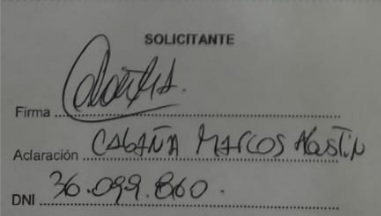 SOLICITANTE
Firma
Aclaración CABAÑA MARCOS AGUSTIN
DNI 36.099.860.